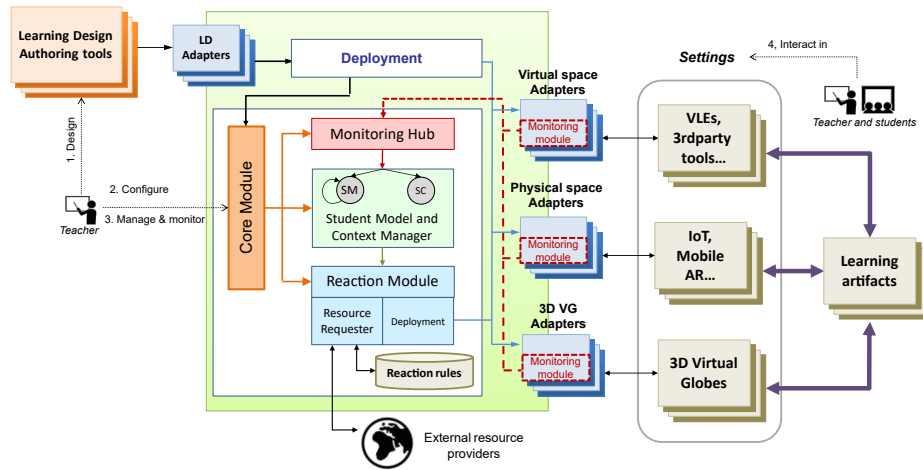 Learning Design
Authoring tools
LD
Adapters
Deployment
Settings
4, Interact in
Teacher and students
1. Design
Teacher
2. Configure
3. Manage & monitor
Core Module
Monitoring Hub
SM
SC
Student Model and
Context Manager
Reaction Module
Resource
Requester
Deployment
Reaction rules
External resource
providers
Virtual space
Adapters
Monitoring
module
Physical space
Adapters
Monitoring
module
3D VG
Adapters
Monitoring
module
VLEs,
3rdparty
tools...
IoT,
Mobile
AR...
3D Virtual
Globes
Learning
artifacts